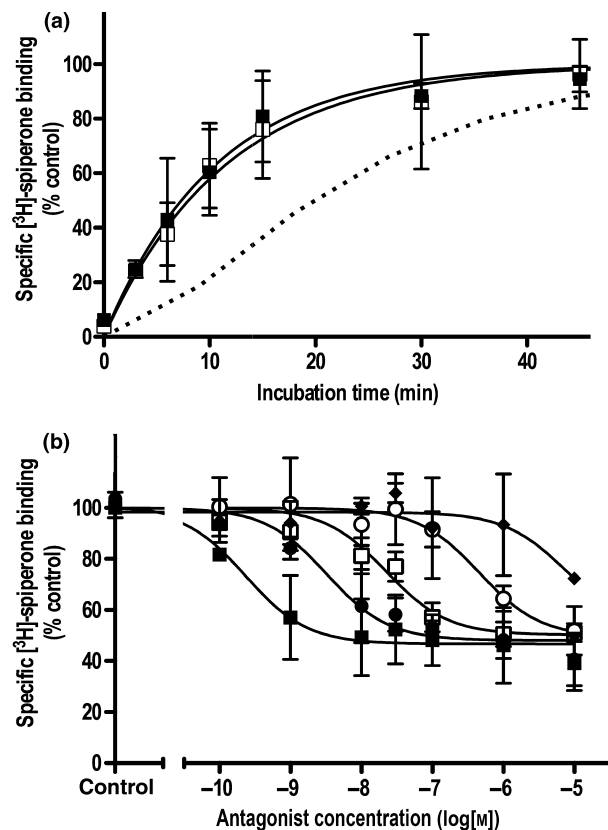 (a)
100
80
60
40
20
0
Specific [³H]-spiperone binding
(% control)
0 10 20 30 40
Incubation time (min)
(b)
100
80
60
40
20
0
Specific [³H]-spiperone binding
(% control)
Control –10 –9 –8 –7 –6 –5
Antagonist concentration (log[M])